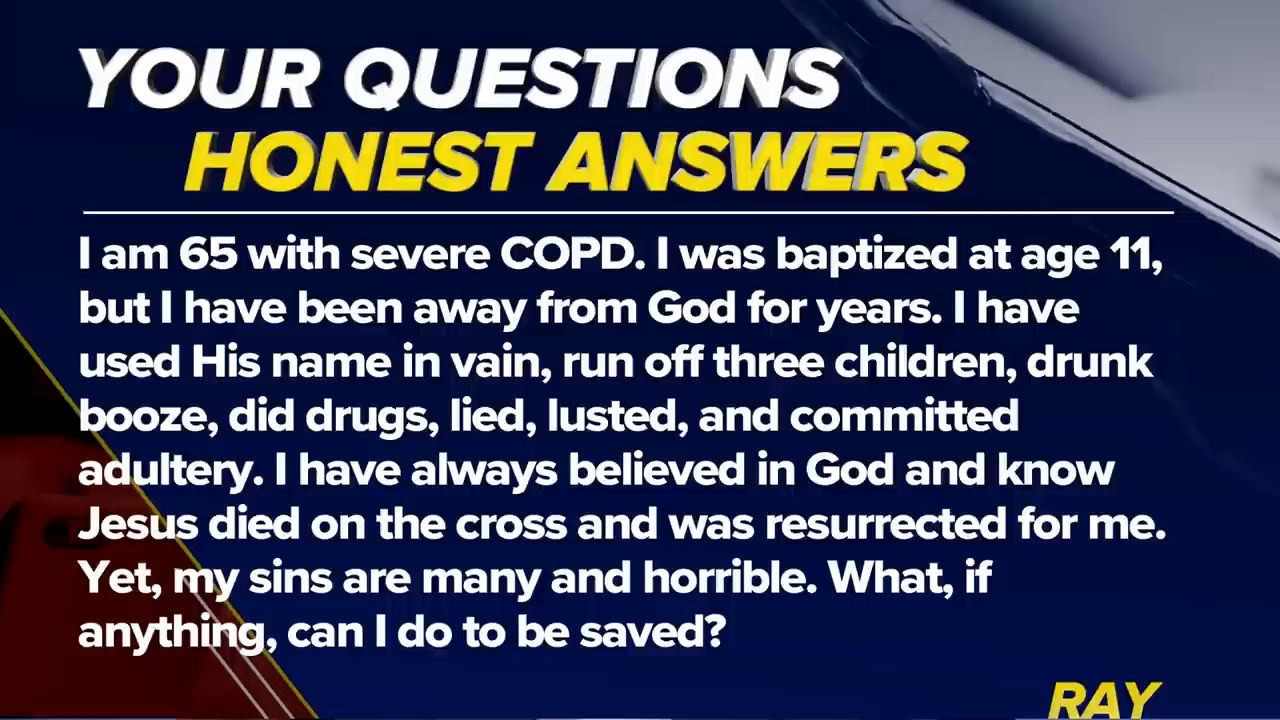 YOUR QUESTIONS
HONEST ANSWERS
I am 65 with severe COPD. I was baptized at age 11,
but I have been away from God for years. I have
used His name in vain, run off three children, drunk
booze, did drugs, lied, lusted, and committed
adultery. I have always believed in God and know
Jesus died on the cross and was resurrected for me.
Yet, my sins are many and horrible. What, if
anything, can I do to be saved?
RAY